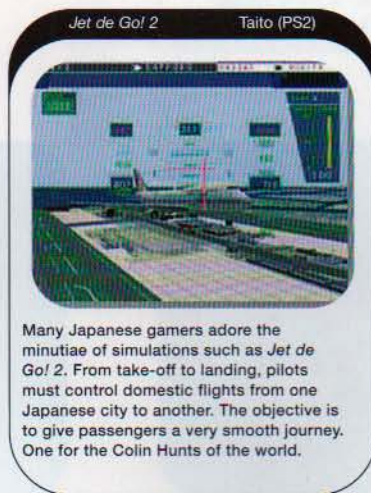 Jet de Go! 2 Taito (PS2)
Many Japanese gamers adore the
minutiae of simulations such as Jet de
Go! 2. From take-off to landing, pilots
must control domestic flights from one
Japanese city to another. The objective is
to give passengers a very smooth journey.
One for the Colin Hunts of the world.